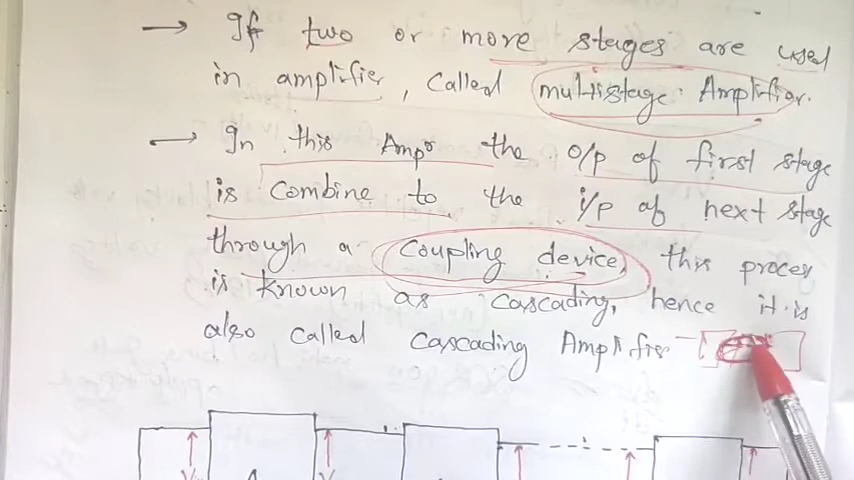 → If two or more stages are used
in amplifier, called multistage Amplifier.
→ In this Ampr the o/p of first stage
is combine to the i/p of next stage
through a coupling device, this proces
is known as cascading, hence it is
also called cascading Amplifier